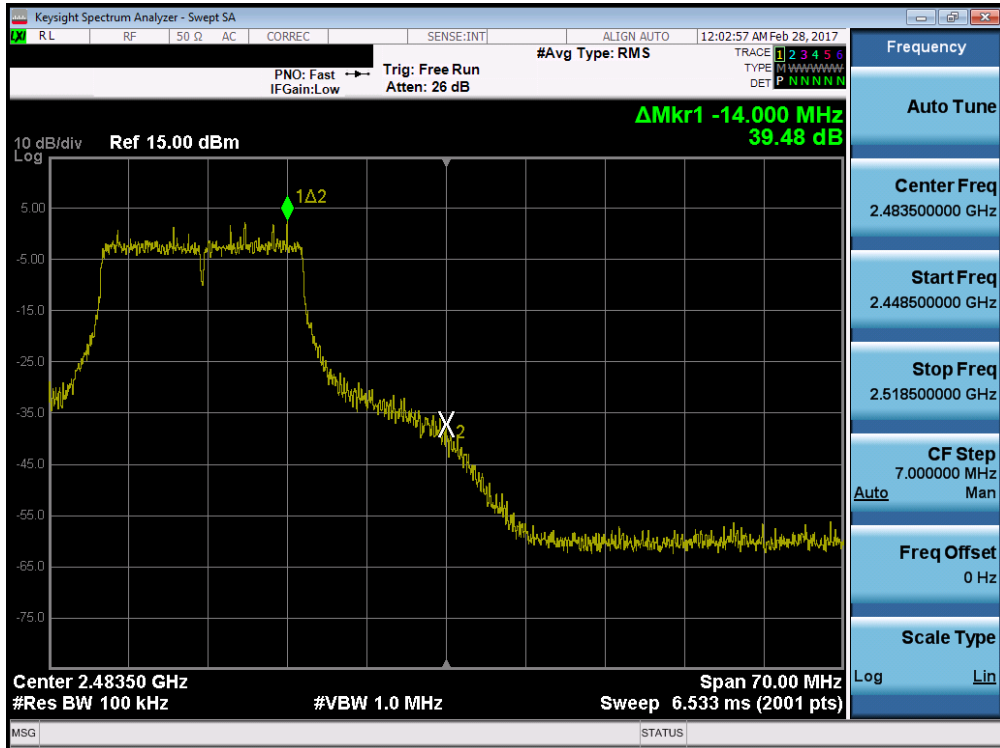 Keysight Spectrum Analyzer - Swept SA
LXI RL RF 50 Ω AC CORREC SENSE:INT ALIGN AUTO 12:02:57 AM Feb 28, 2017
#Avg Type: RMS
TRACE 1 2 3 4 5 6
TYPE M W W W W W
DET P N N N N N
PNO: Fast Trig: Free Run
IFGain:Low Atten: 26 dB
ΔMkr1 -14.000 MHz
39.48 dB
10 dB/div Ref 15.00 dBm
Log
1Δ2
5.00
-5.00
-15.0
-25.0
-35.0
2
-45.0
-55.0
-65.0
-75.0
Center 2.48350 GHz Span 70.00 MHz
#Res BW 100 kHz #VBW 1.0 MHz Sweep 6.533 ms (2001 pts)
MSG STATUS
Frequency
Auto Tune
Center Freq
2.483500000 GHz
Start Freq
2.448500000 GHz
Stop Freq
2.518500000 GHz
CF Step
7.000000 MHz
Auto Man
Freq Offset
0 Hz
Scale Type
Log Lin